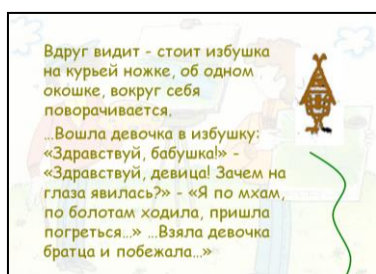 Вдруг видит - стоит избушка
на курьей ножке, об одном
окошке, вокруг себя
поворачивается.
...Вошла девочка в избушку:
«Здравствуй, бабушка!» -
«Здравствуй, девица! Зачем на
глаза явилась?» - «Я по мхам,
по болотам ходила, пришла
погреться...» ...Взяла девочка
братца и побежала...»